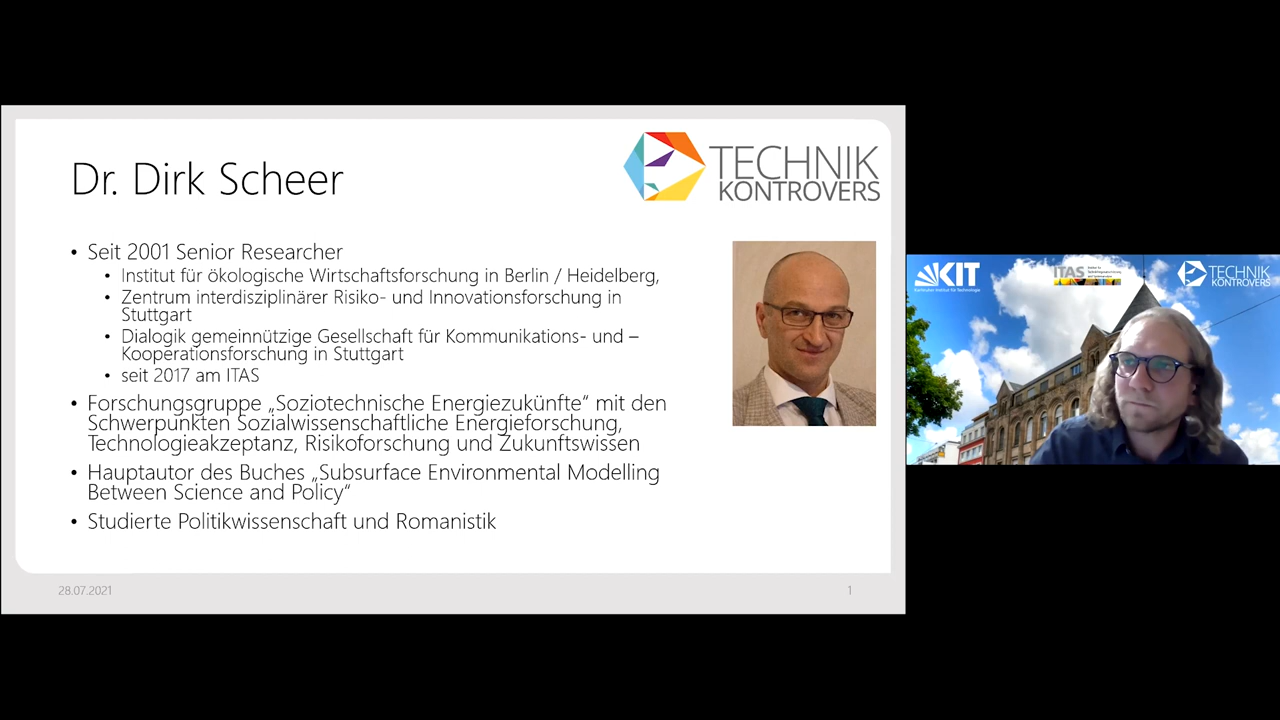 Dr. Dirk Scheer
TECHNIK
KONTROVERS
• Seit 2001 Senior Researcher
• Institut für ökologische Wirtschaftsforschung in Berlin / Heidelberg,
• Zentrum interdisziplinärer Risiko- und Innovationsforschung in
Stuttgart
• Dialogik gemeinnützige Gesellschaft für Kommunikations- und –
Kooperationsforschung in Stuttgart
• seit 2017 am ITAS
• Forschungsgruppe „Soziotechnische Energiezukünfte“ mit den
Schwerpunkten Sozialwissenschaftliche Energieforschung,
Technologieakzeptanz, Risikoforschung und Zukunftswissen
• Hauptautor des Buches „Subsurface Environmental Modelling
Between Science and Policy“
• Studierte Politikwissenschaft und Romanistik
28.07.2021
1
KIT
Karlsruher Institut für Technologie
ITAS
TECHNIK
KONTROVERS